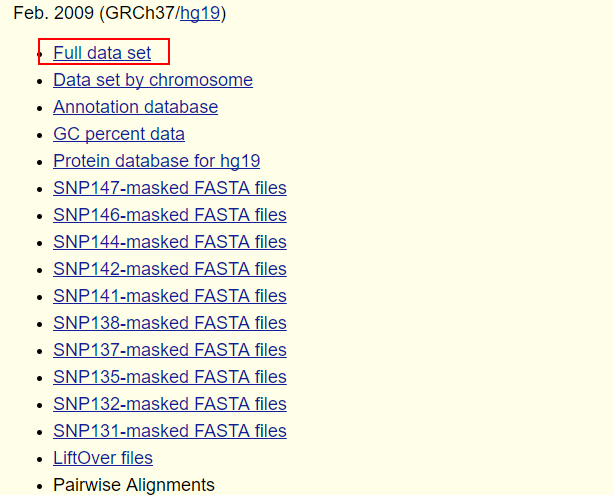 Feb. 2009 (GRCh37/hg19)
Full data set
Data set by chromosome
Annotation database
GC percent data
Protein database for hg19
SNP147-masked FASTA files
SNP146-masked FASTA files
SNP144-masked FASTA files
SNP142-masked FASTA files
SNP141-masked FASTA files
SNP138-masked FASTA files
SNP137-masked FASTA files
SNP135-masked FASTA files
SNP132-masked FASTA files
SNP131-masked FASTA files
LiftOver files
Pairwise Alignments